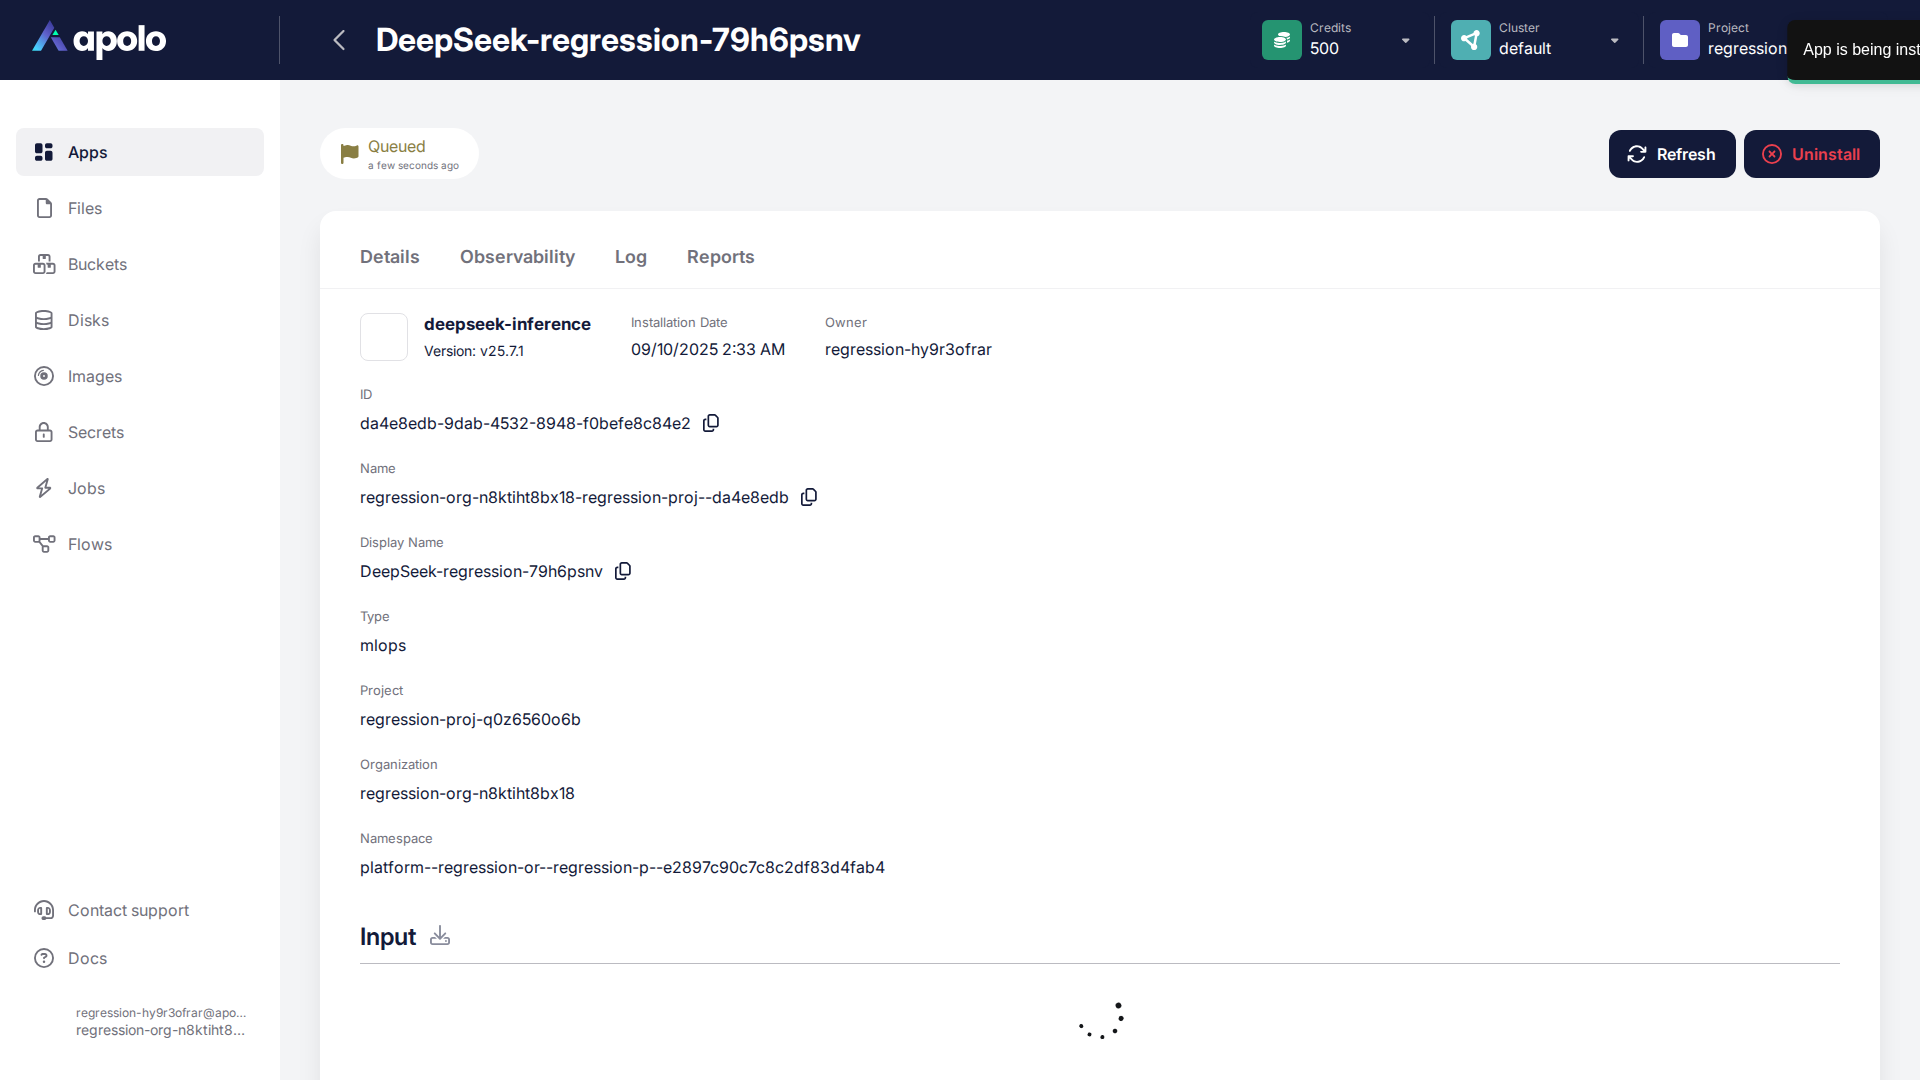 apolo
DeepSeek-regression-79h6psnv
Credits
500
Cluster
default
Project
regression
App is being inst
Apps
Files
Buckets
Disks
Images
Secrets
Jobs
Flows
Contact support
Docs
regression-hy9r3ofrar@apo...
regression-org-n8ktiht8...
Queued
a few seconds ago
Refresh
Uninstall
Details
Observability
Log
Reports
deepseek-inference
Version: v25.7.1
Installation Date
09/10/2025 2:33 AM
Owner
regression-hy9r3ofrar
ID
da4e8edb-9dab-4532-8948-f0befe8c84e2
Name
regression-org-n8ktiht8bx18-regression-proj--da4e8edb
Display Name
DeepSeek-regression-79h6psnv
Type
mlops
Project
regression-proj-q0z6560o6b
Organization
regression-org-n8ktiht8bx18
Namespace
platform--regression-or--regression-p--e2897c90c7c8c2df83d4fab4
Input